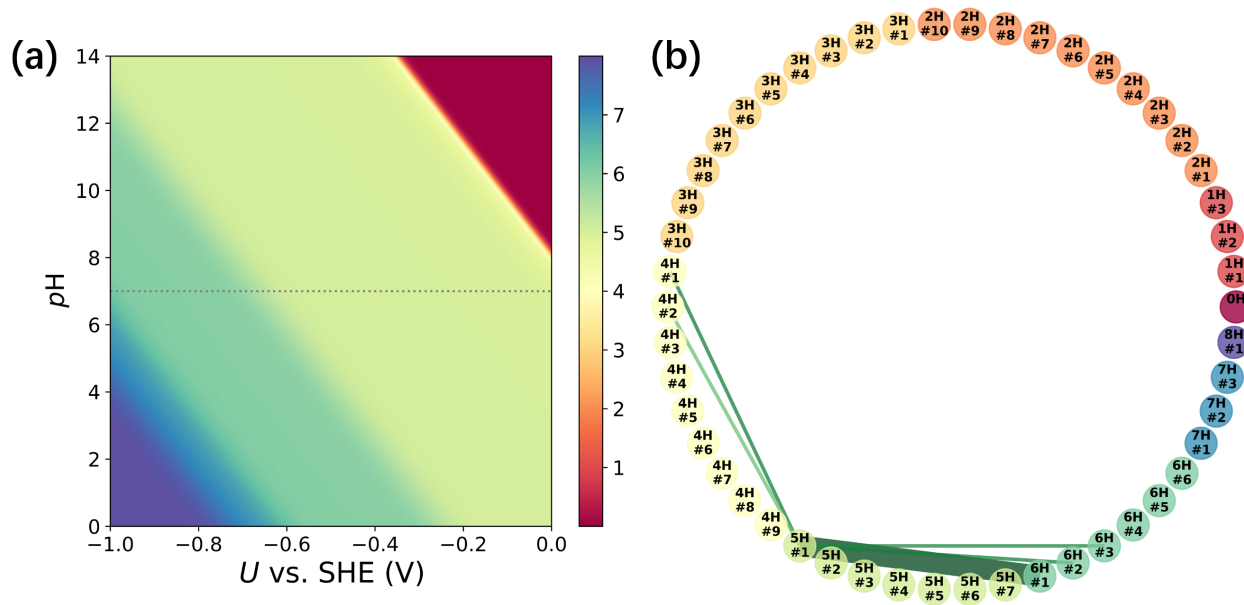 (a)
14
12
10
8
6
4
2
0
pH
−1.0
−0.8
−0.6
−0.4
−0.2
0.0
U vs. SHE (V)
7
6
5
4
3
2
1
(b)
0H
1H
#1
1H
#2
1H
#3
2H
#1
2H
#2
2H
#3
2H
#4
2H
#5
2H
#6
2H
#7
2H
#8
2H
#9
2H
#10
3H
#1
3H
#2
3H
#3
3H
#4
3H
#5
3H
#6
3H
#7
3H
#8
3H
#9
3H
#10
4H
#1
4H
#2
4H
#3
4H
#4
4H
#5
4H
#6
4H
#7
4H
#8
4H
#9
5H
#1
5H
#2
5H
#3
5H
#4
5H
#5
5H
#6
5H
#7
6H
#1
6H
#2
6H
#3
6H
#4
6H
#5
6H
#6
7H
#1
7H
#2
7H
#3
8H
#1